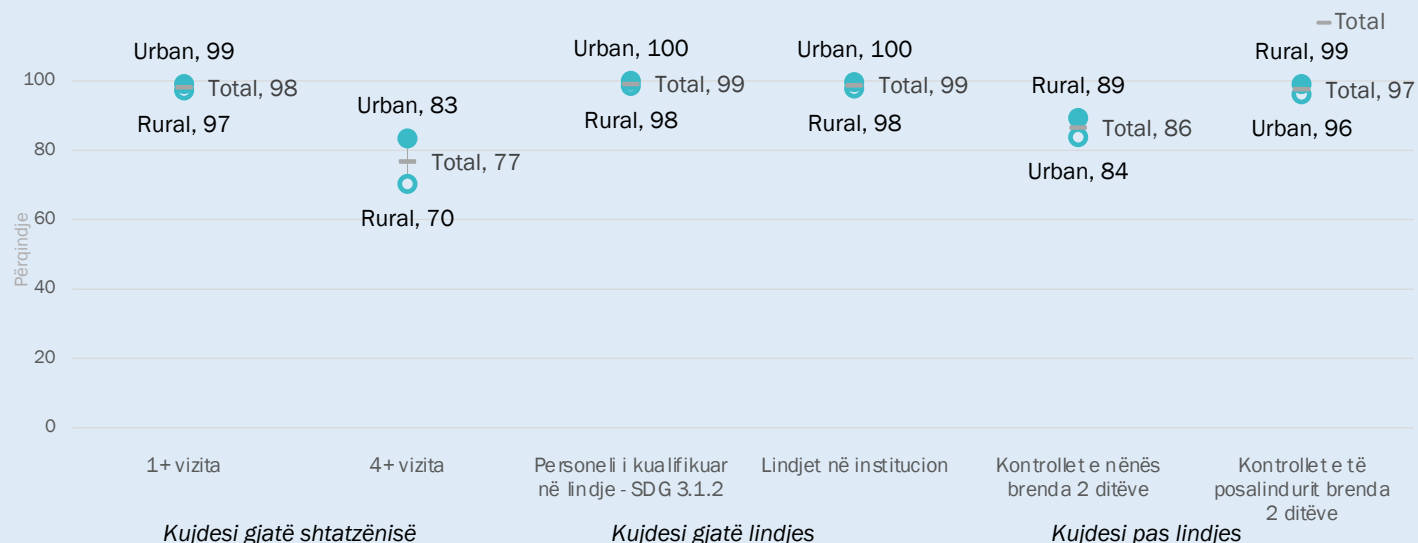 Total
Urban, 99
Total, 98
Rural, 97
Urban, 83
Total, 77
Rural, 70
Urban, 100
Total, 99
Rural, 98
Urban, 100
Total, 99
Rural, 98
Rural, 89
Total, 86
Urban, 84
Rural, 99
Total, 97
Urban, 96
Përqindje
100
80
60
40
20
0
1+ vizita
4+ vizita
Personeli i kualifikuar
në lindje - SDG 3.1.2
Lindjet në institucion
Kontrollet e nënës
brenda 2 ditëve
Kontrollet e të
posalindurit brenda
2 ditëve
Kujdesi gjatë shtatzënisë
Kujdesi gjatë lindjes
Kujdesi pas lindjes